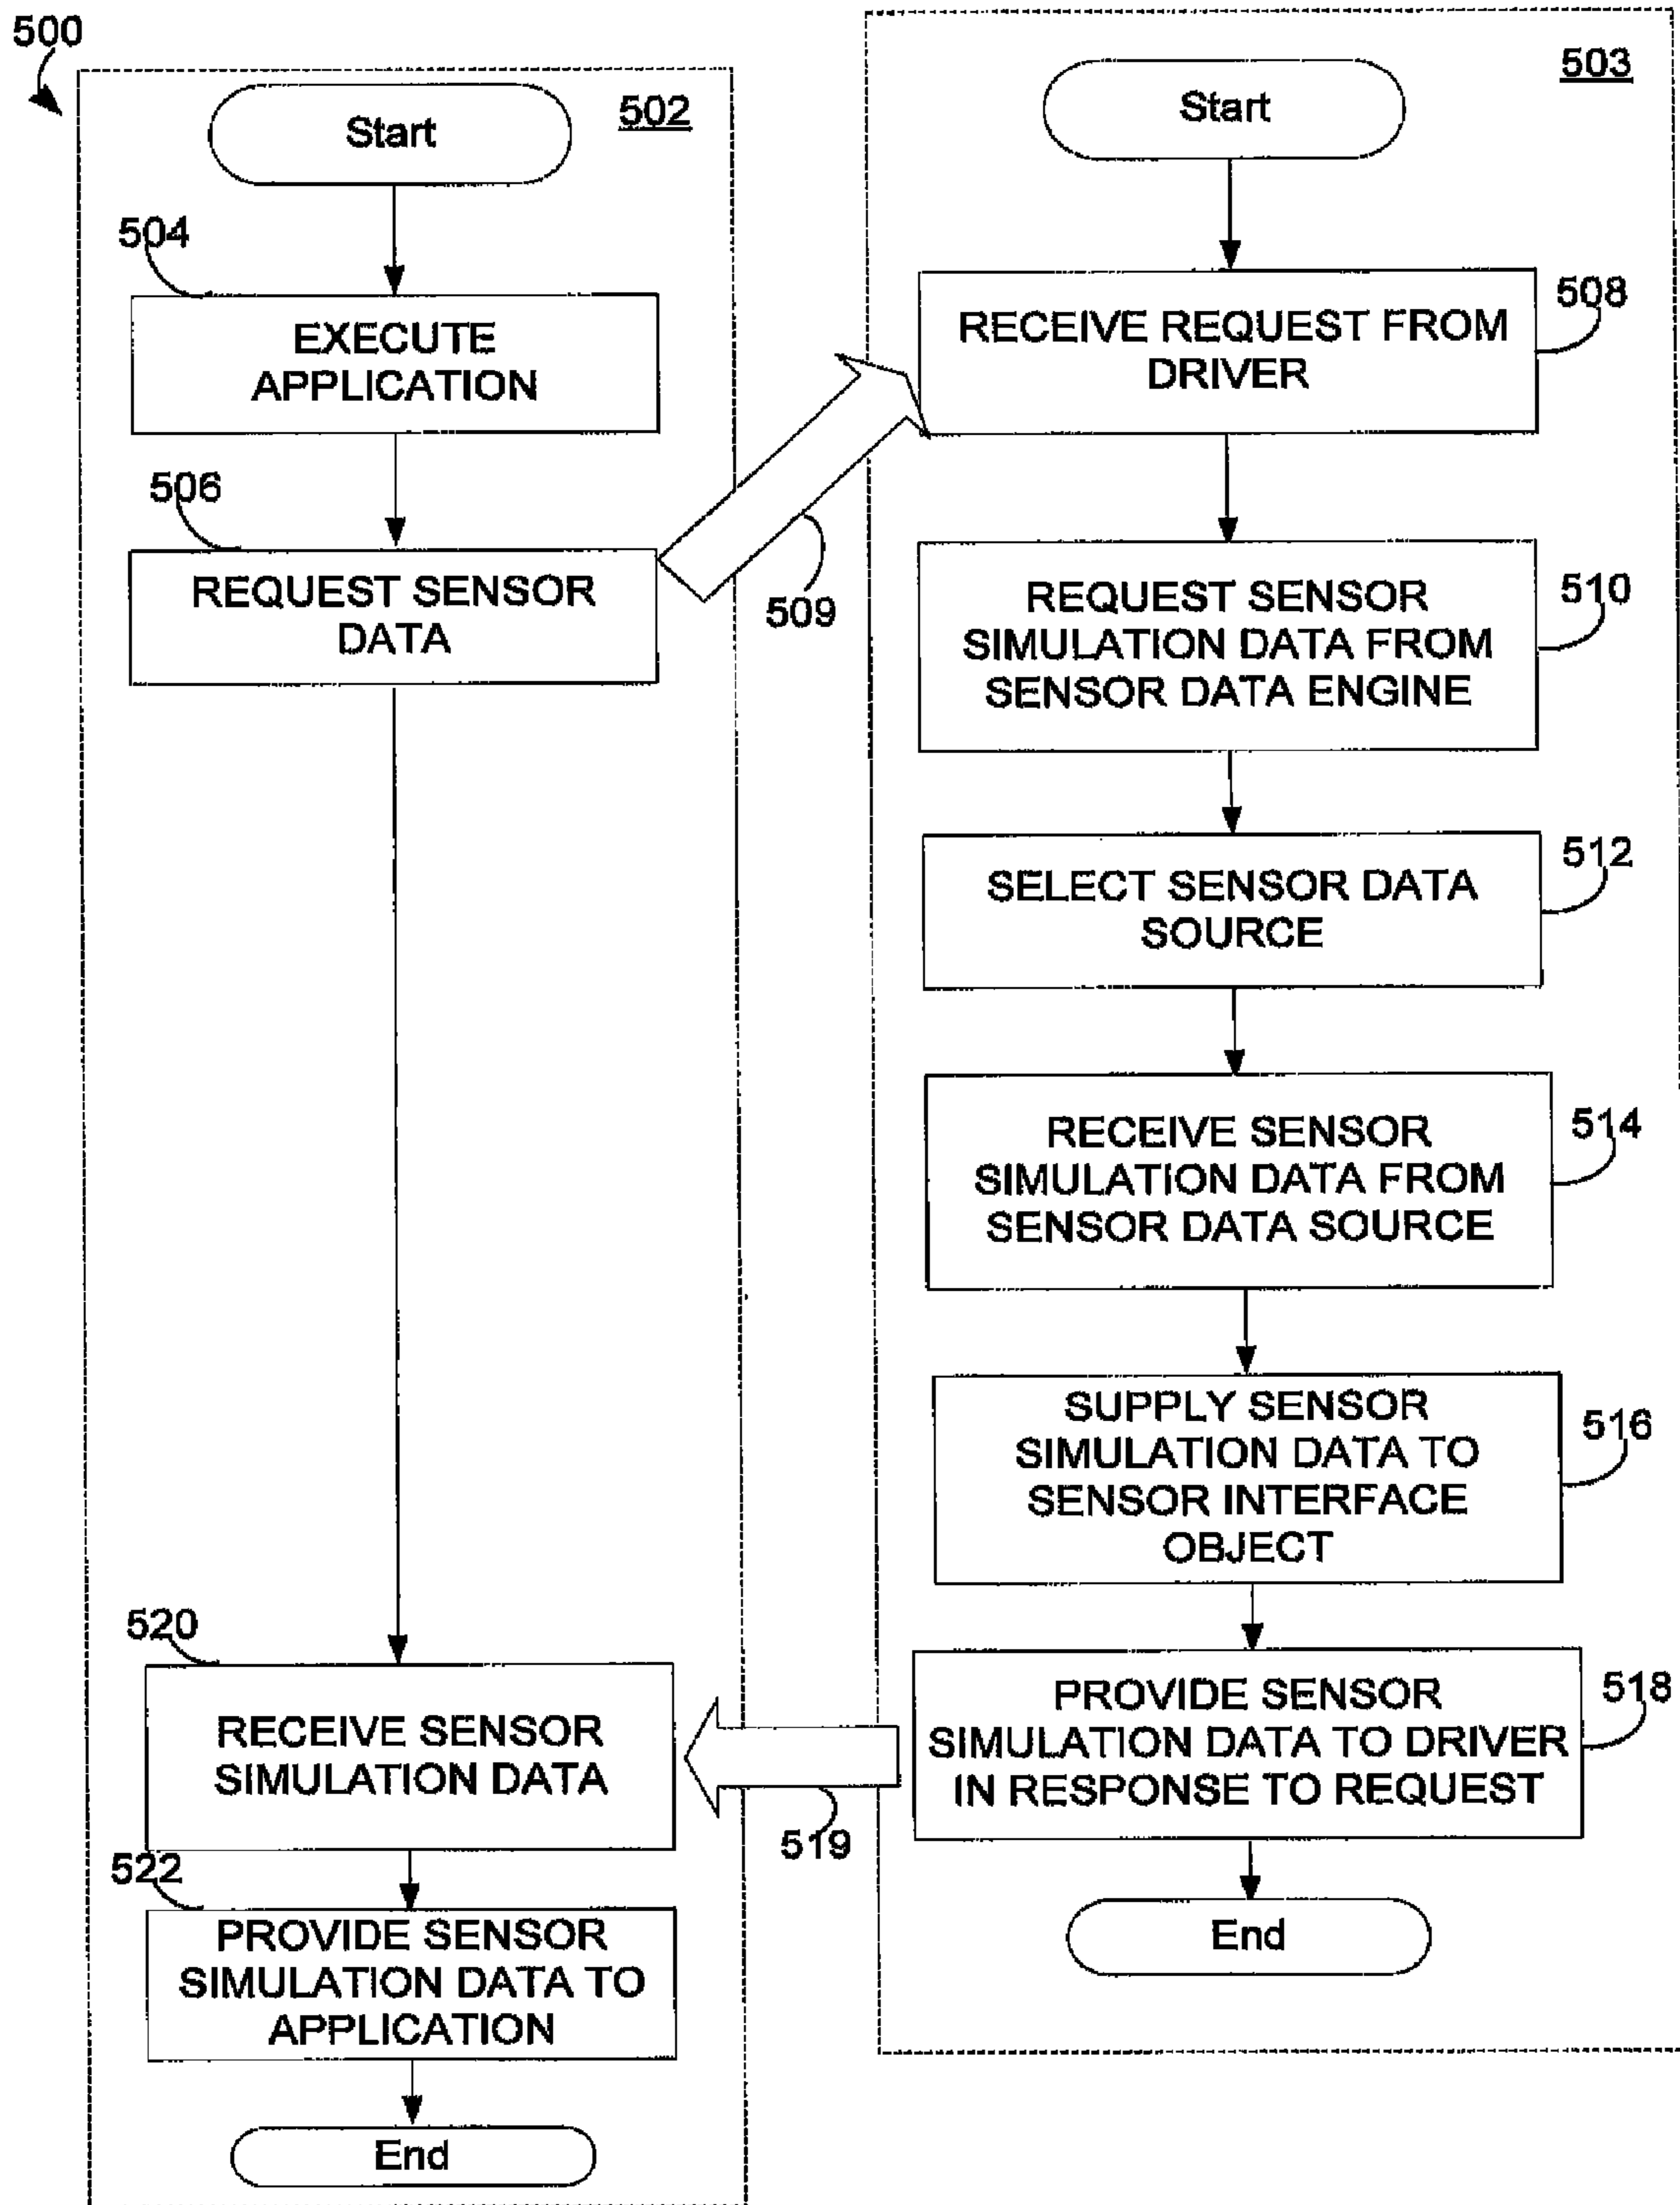 500
502
Start
504
EXECUTE
APPLICATION
506
REQUEST SENSOR
DATA
509
520
RECEIVE SENSOR
SIMULATION DATA
519
522
PROVIDE SENSOR
SIMULATION DATA TO
APPLICATION
End
503
Start
508
RECEIVE REQUEST FROM
DRIVER
510
REQUEST SENSOR
SIMULATION DATA FROM
SENSOR DATA ENGINE
512
SELECT SENSOR DATA
SOURCE
514
RECEIVE SENSOR
SIMULATION DATA FROM
SENSOR DATA SOURCE
516
SUPPLY SENSOR
SIMULATION DATA TO
SENSOR INTERFACE
OBJECT
518
PROVIDE SENSOR
SIMULATION DATA TO DRIVER
IN RESPONSE TO REQUEST
End